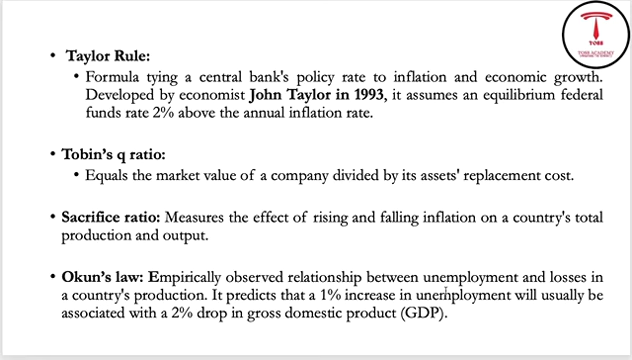 TOBE
TOBE ACADEMY
• Taylor Rule:
• Formula tying a central bank's policy rate to inflation and economic growth.
Developed by economist John Taylor in 1993, it assumes an equilibrium federal
funds rate 2% above the annual inflation rate.
• Tobin's q ratio:
• Equals the market value of a company divided by its assets' replacement cost.
• Sacrifice ratio: Measures the effect of rising and falling inflation on a country's total
production and output.
• Okun's law: Empirically observed relationship between unemployment and losses in
a country's production. It predicts that a 1% increase in unemployment will usually be
associated with a 2% drop in gross domestic product (GDP).